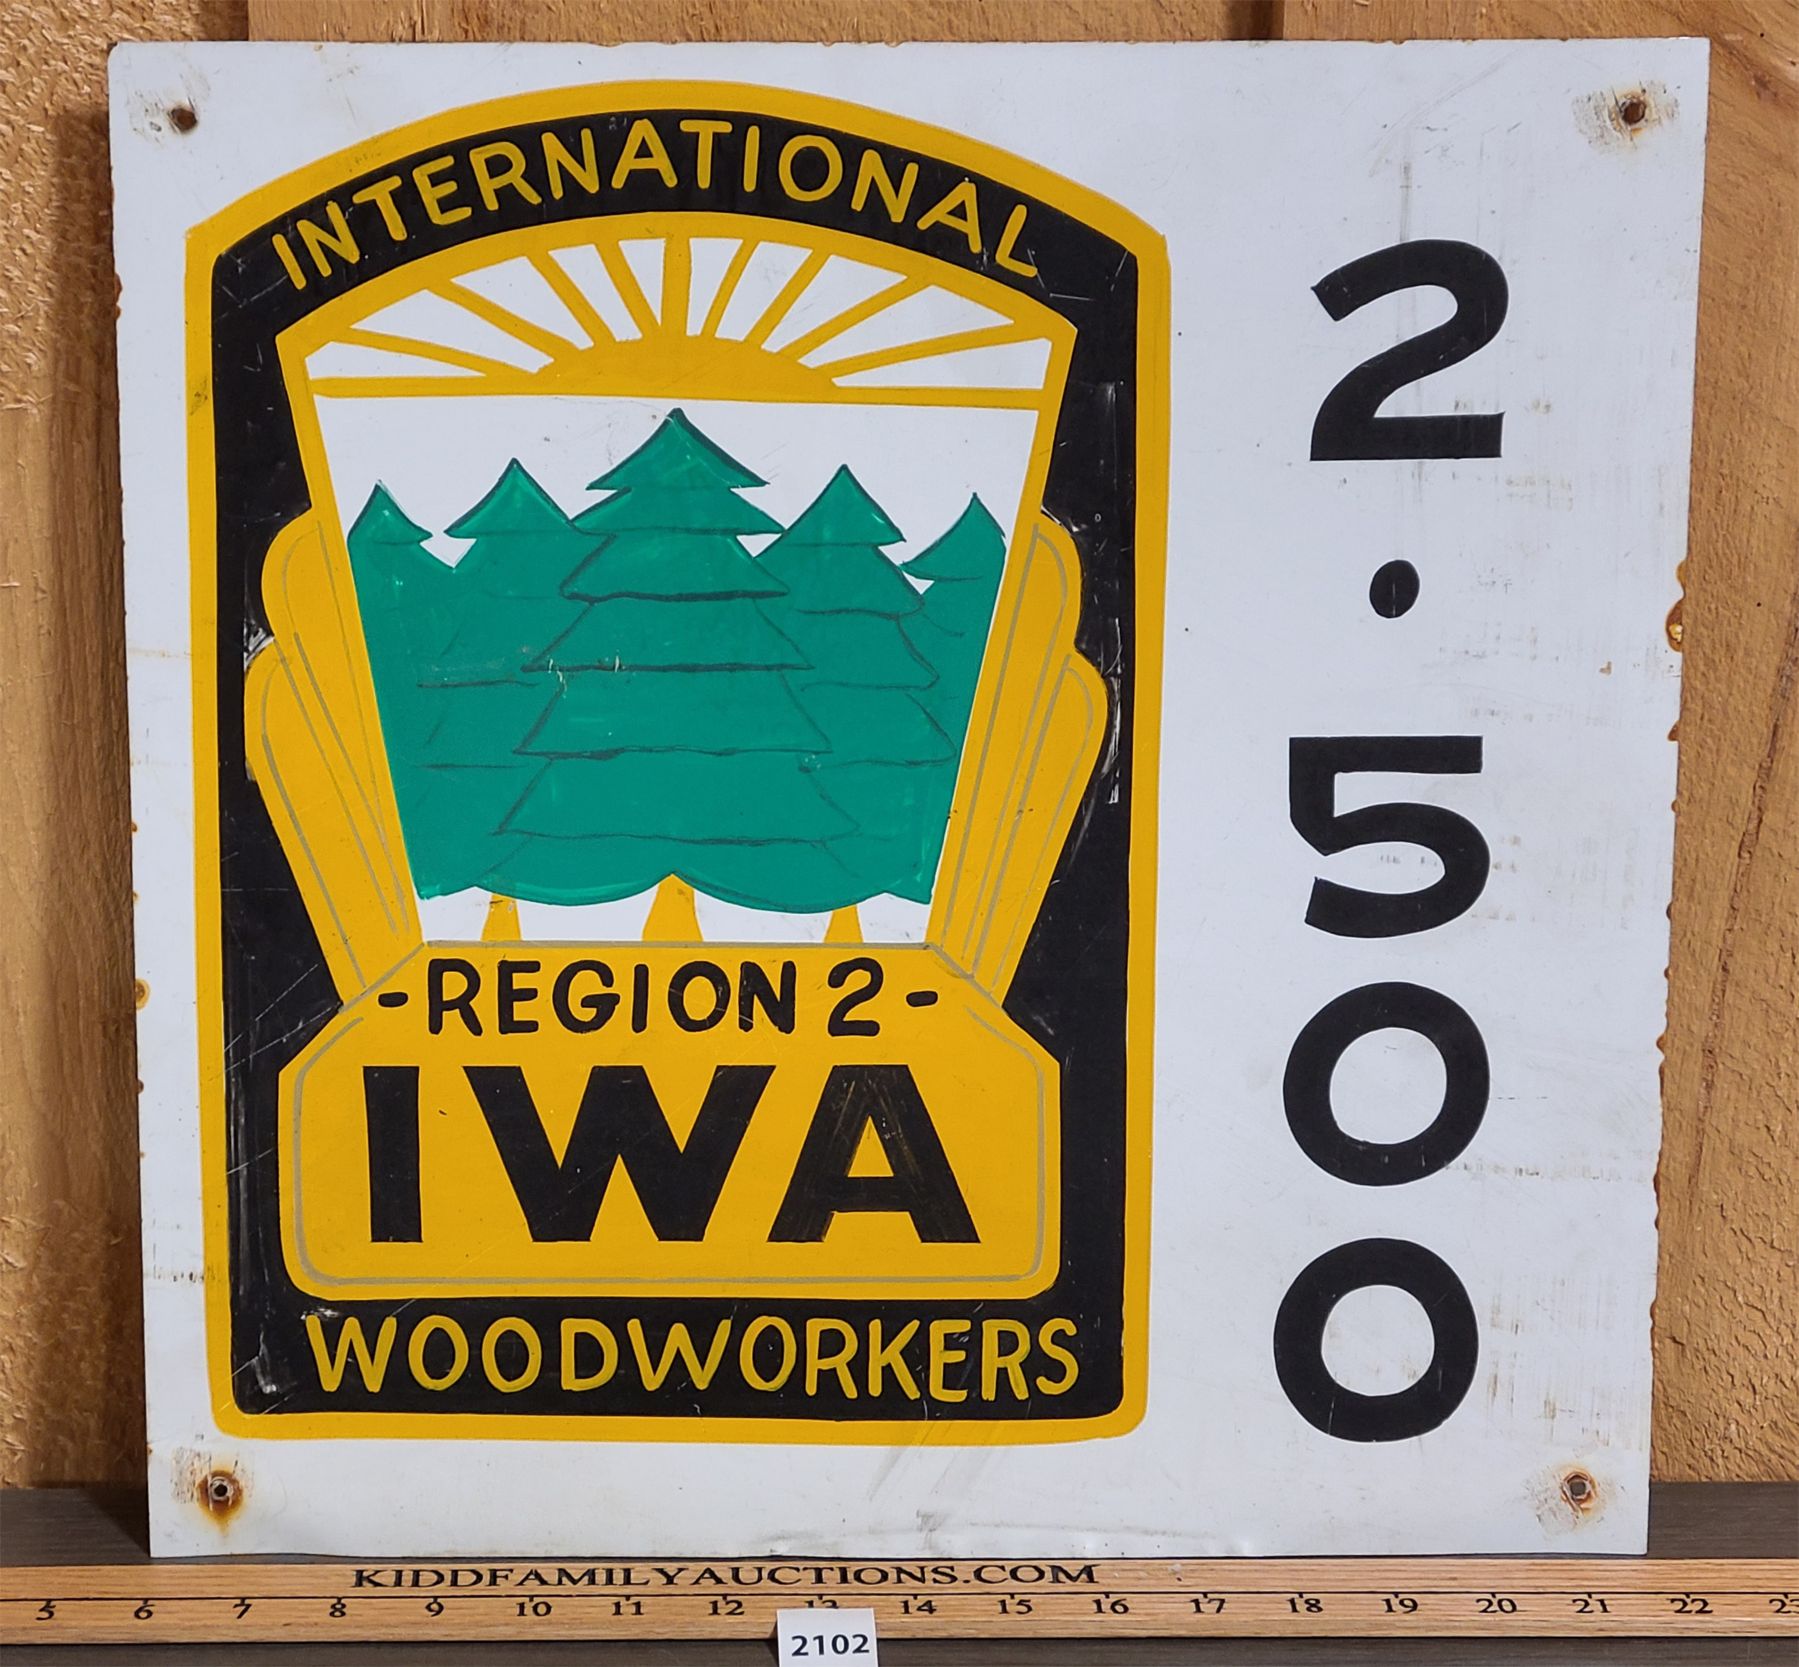 INTERNATIONAL
-REGION 2-
IWA
WOODWORKERS
2
•
5
0
0
KIDDFAMILYAUCTIONS.COM
5 6 7 8 9 10 11 12 13 14 15 16 17 18 19 20 21 22 23
2102